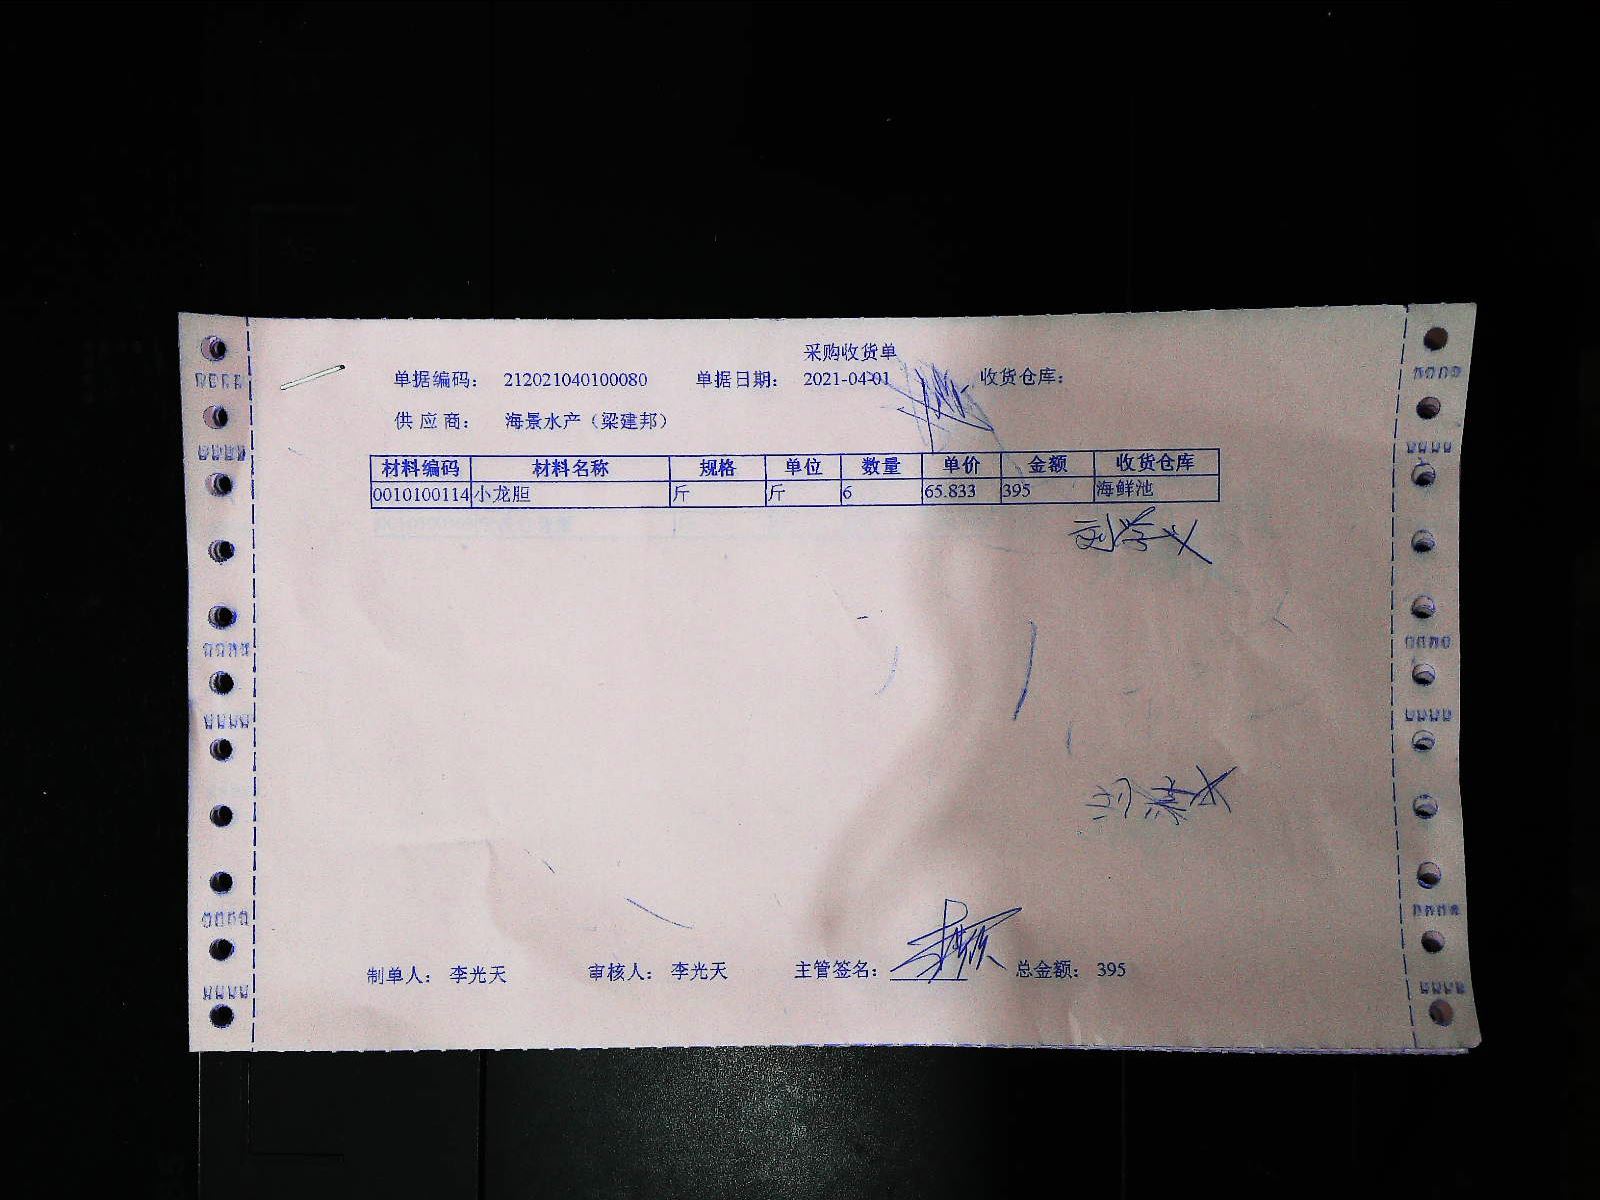 采购收货单
单据编码： 212021040100080 单据日期： 2021-04-01 收货仓库：
供 应 商： 海景水产（梁建邦）
材料编码 材料名称 规格 单位 数量 单价 金额 收货仓库
0010100114 小龙胆 斤 斤 6 65.833 395 海鲜池
刘学义
制单人： 李光天 审核人： 李光天 主管签名： 总金额： 395